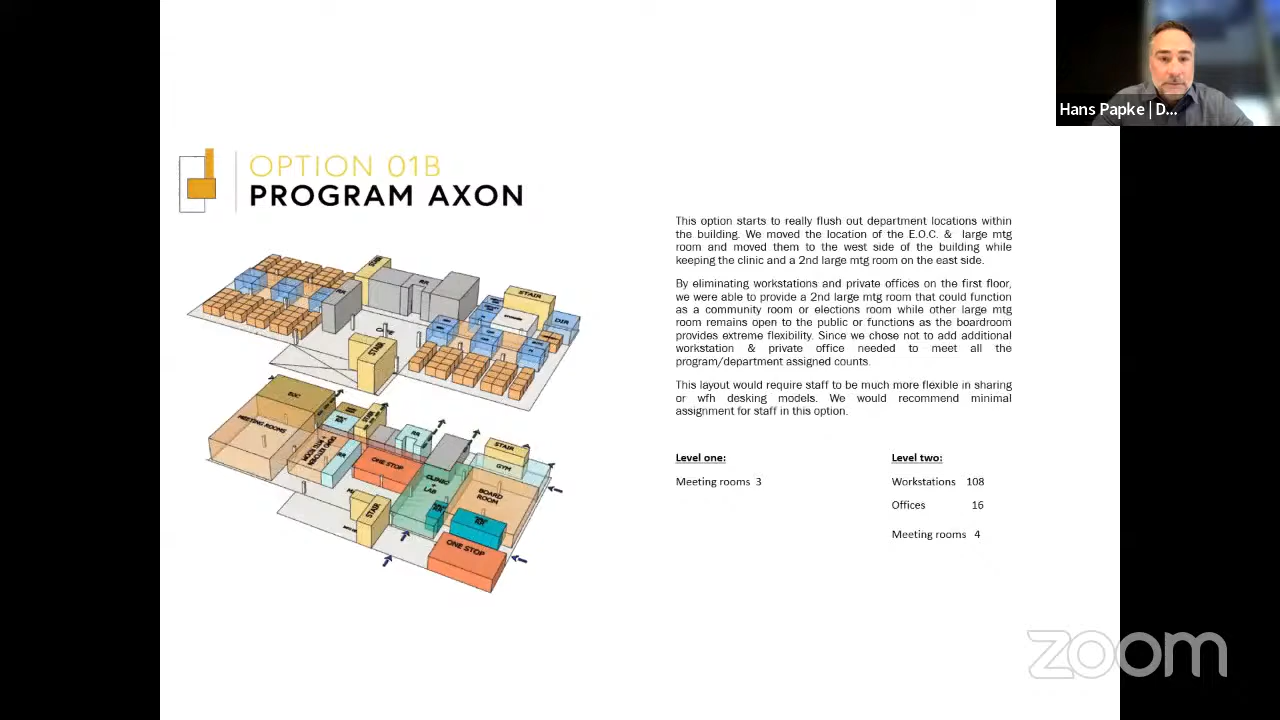 Hans Papke | D...
OPTION 01B
PROGRAM AXON
This option starts to really flush out department locations within
the building. We moved the location of the E.O.C. & large mtg
room and moved them to the west side of the building while
keeping the clinic and a 2nd large mtg room on the east side.
By eliminating workstations and private offices on the first floor,
we were able to provide a 2nd large mtg room that could function
as a community room or elections room while other large mtg
room remains open to the public or functions as the boardroom
provides extreme flexibility. Since we chose not to add additional
workstation & private office needed to meet all the
program/department assigned counts.
This layout would require staff to be much more flexible in sharing
or wfh desking models. We would recommend minimal
assignment for staff in this option.
Level one:
Meeting rooms 3
Level two:
Workstations 108
Offices 16
Meeting rooms 4
RR
RR
STAIR
DIR
STAIR
EOC
MEETING ROOMS
RR
RR
ONE STOP
STAIR
GYM
CLINIC
+
LAB
BOARD
ROOM
STAIR
ONE STOP
zoom